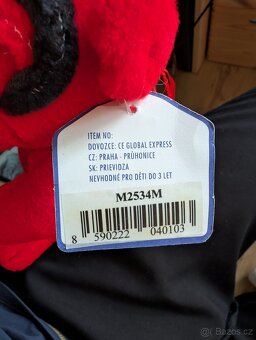 ITEM NO:
DOVOZCE: CE GLOBAL EXPRESS
CZ: PRAHA - PRŮHONICE
SK: PRIEVIDZA
NEVHODNÉ PRO DĚTI DO 3 LET
M2534M
8 590222 040103
© Bazoš.cz